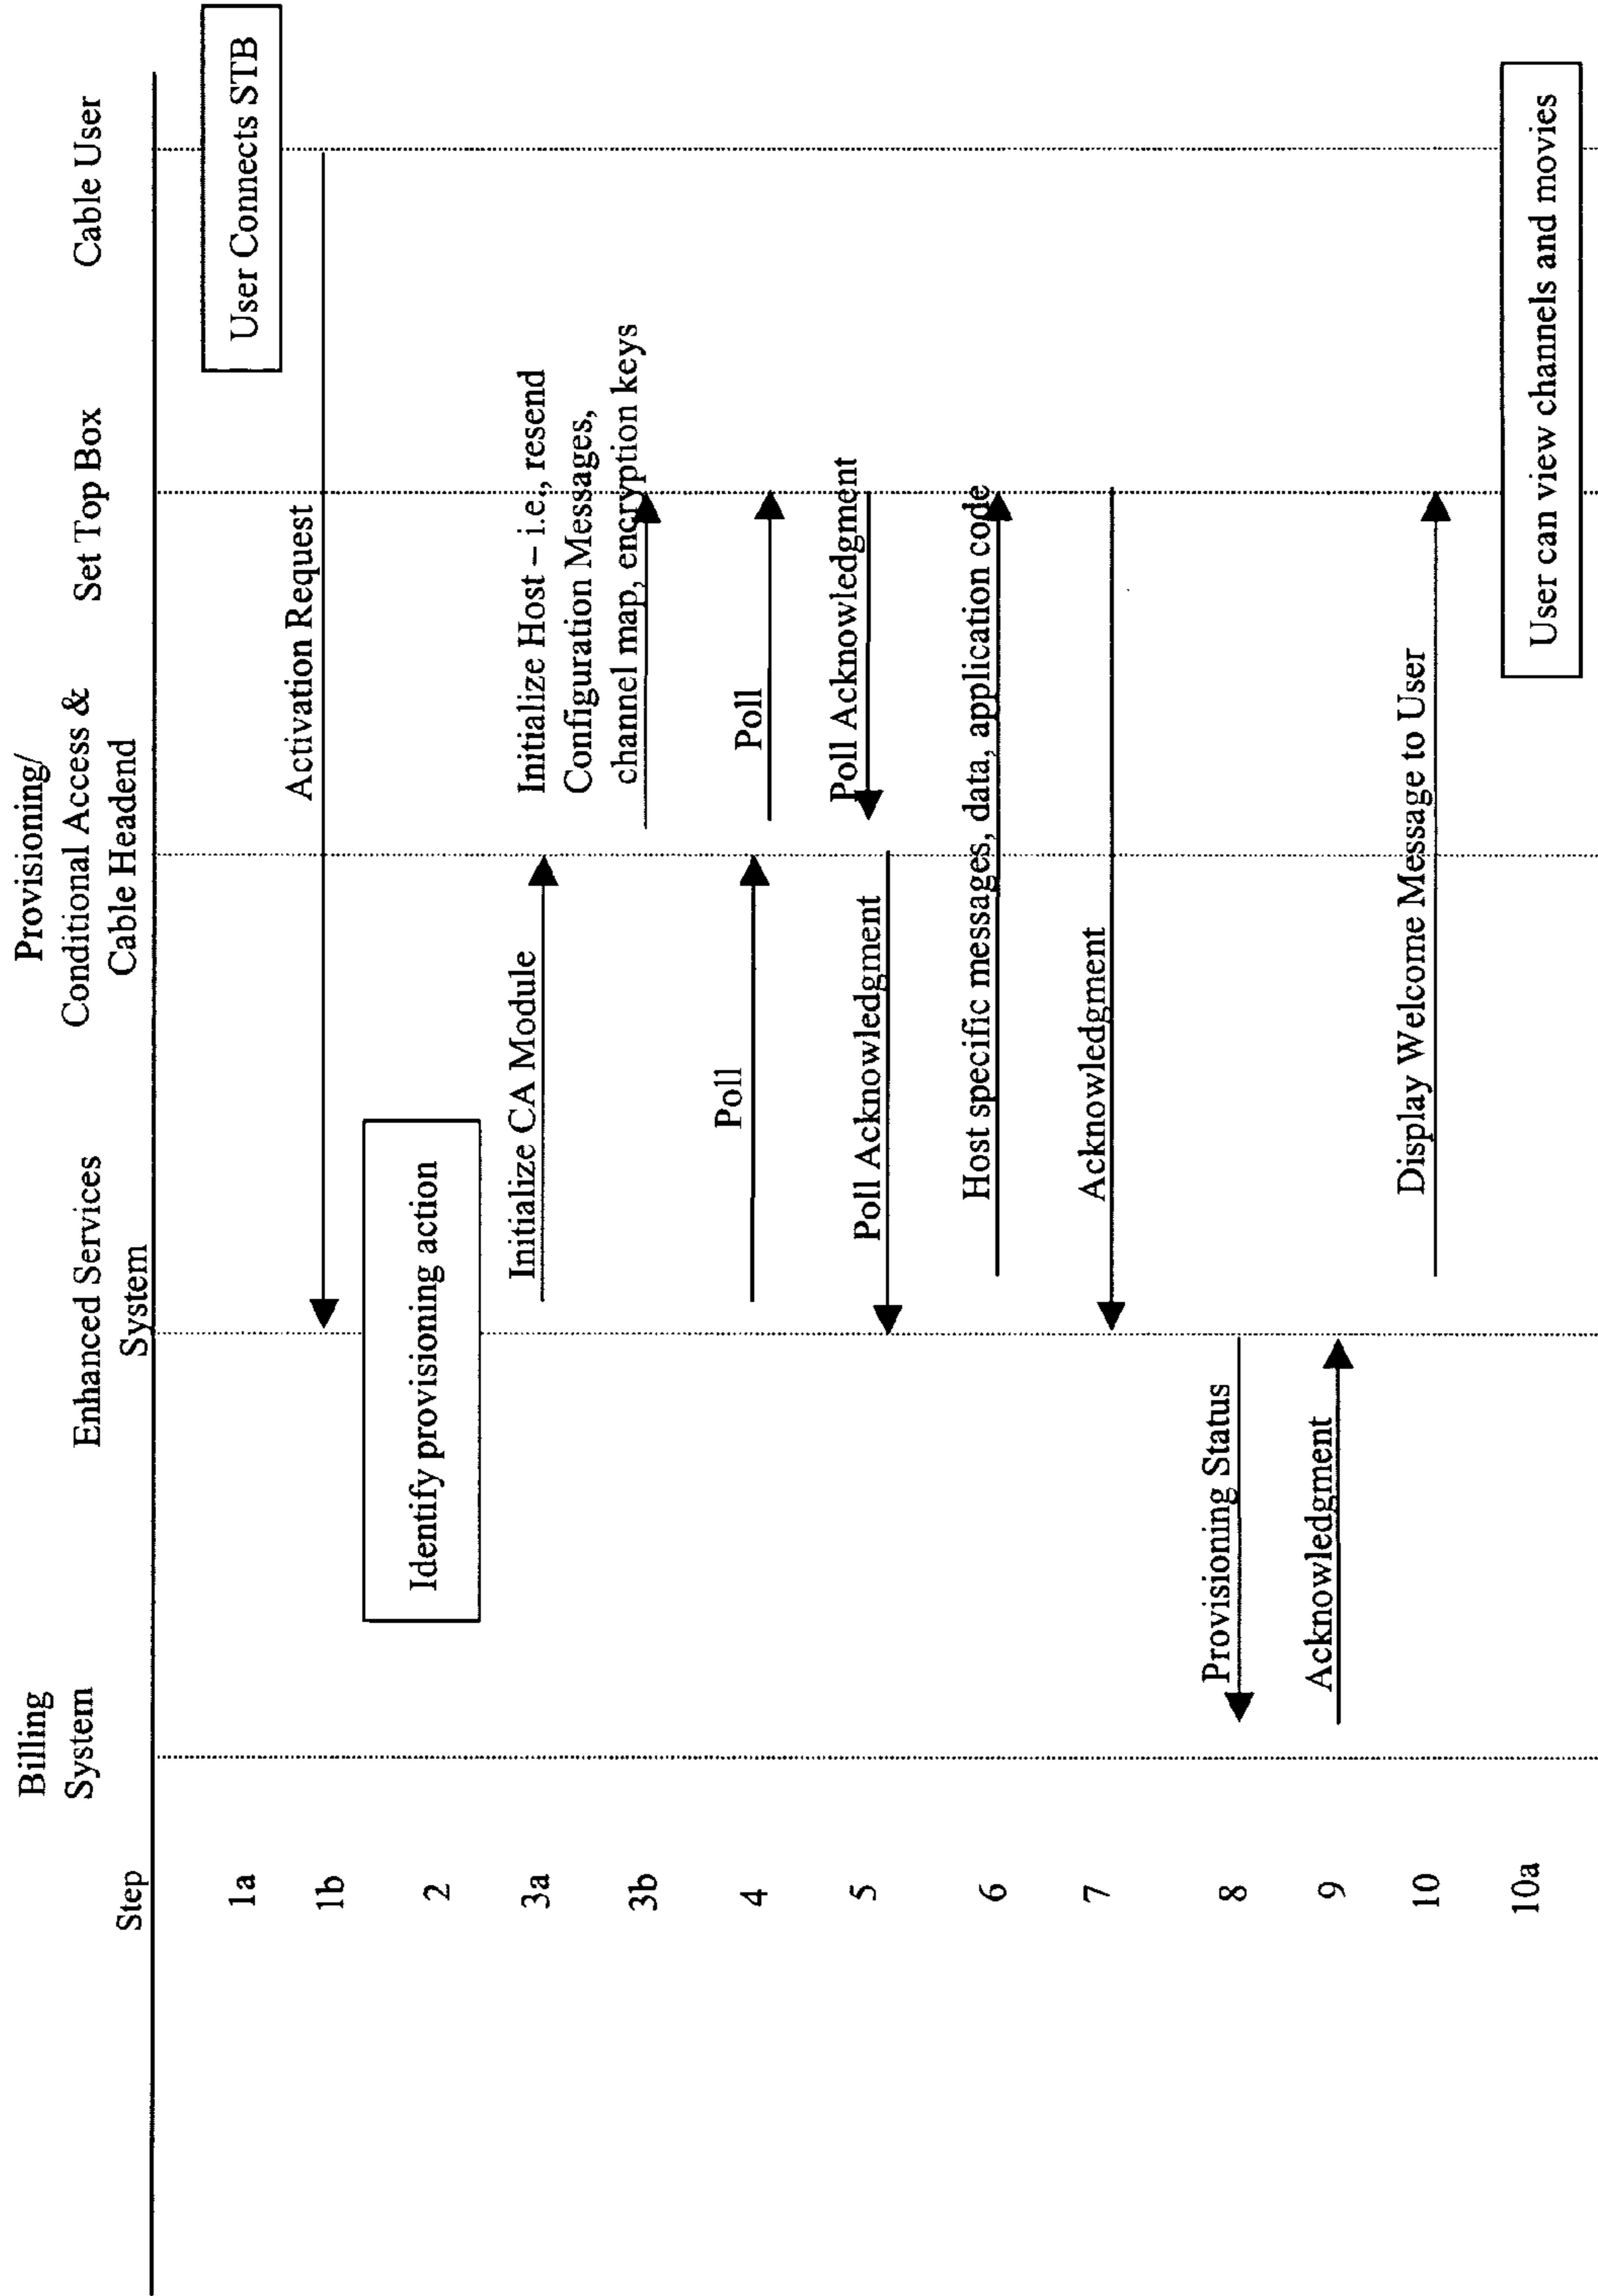 Step
Billing
System
Enhanced Services
System
Provisioning/
Conditional Access &
Cable Headend
Set Top Box
Cable User
1a
User Connects STB
1b
Activation Request
2
Identify provisioning action
3a
Initialize CA Module
3b
Initialize Host – i.e., resend
Configuration Messages,
channel map, encryption keys
4
Poll
Poll
5
Poll Acknowledgment
Poll Acknowledgment
6
Host specific messages, data, application code
7
Acknowledgment
8
Provisioning Status
9
Acknowledgment
10
Display Welcome Message to User
10a
User can view channels and movies